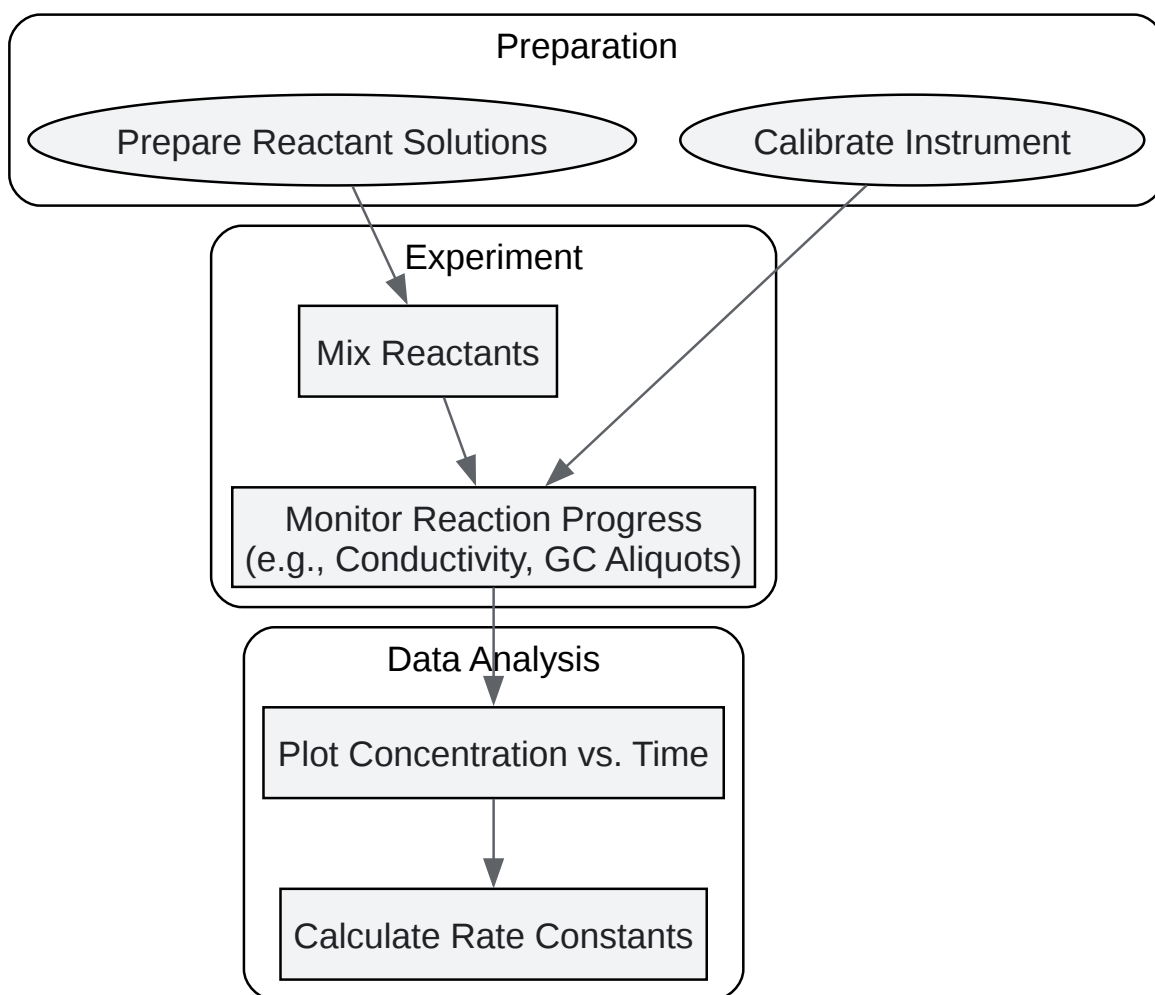 Preparation
Prepare Reactant Solutions
Calibrate Instrument
Experiment
Mix Reactants
Monitor Reaction Progress
(e.g., Conductivity, GC Aliquots)
Data Analysis
Plot Concentration vs. Time
Calculate Rate Constants